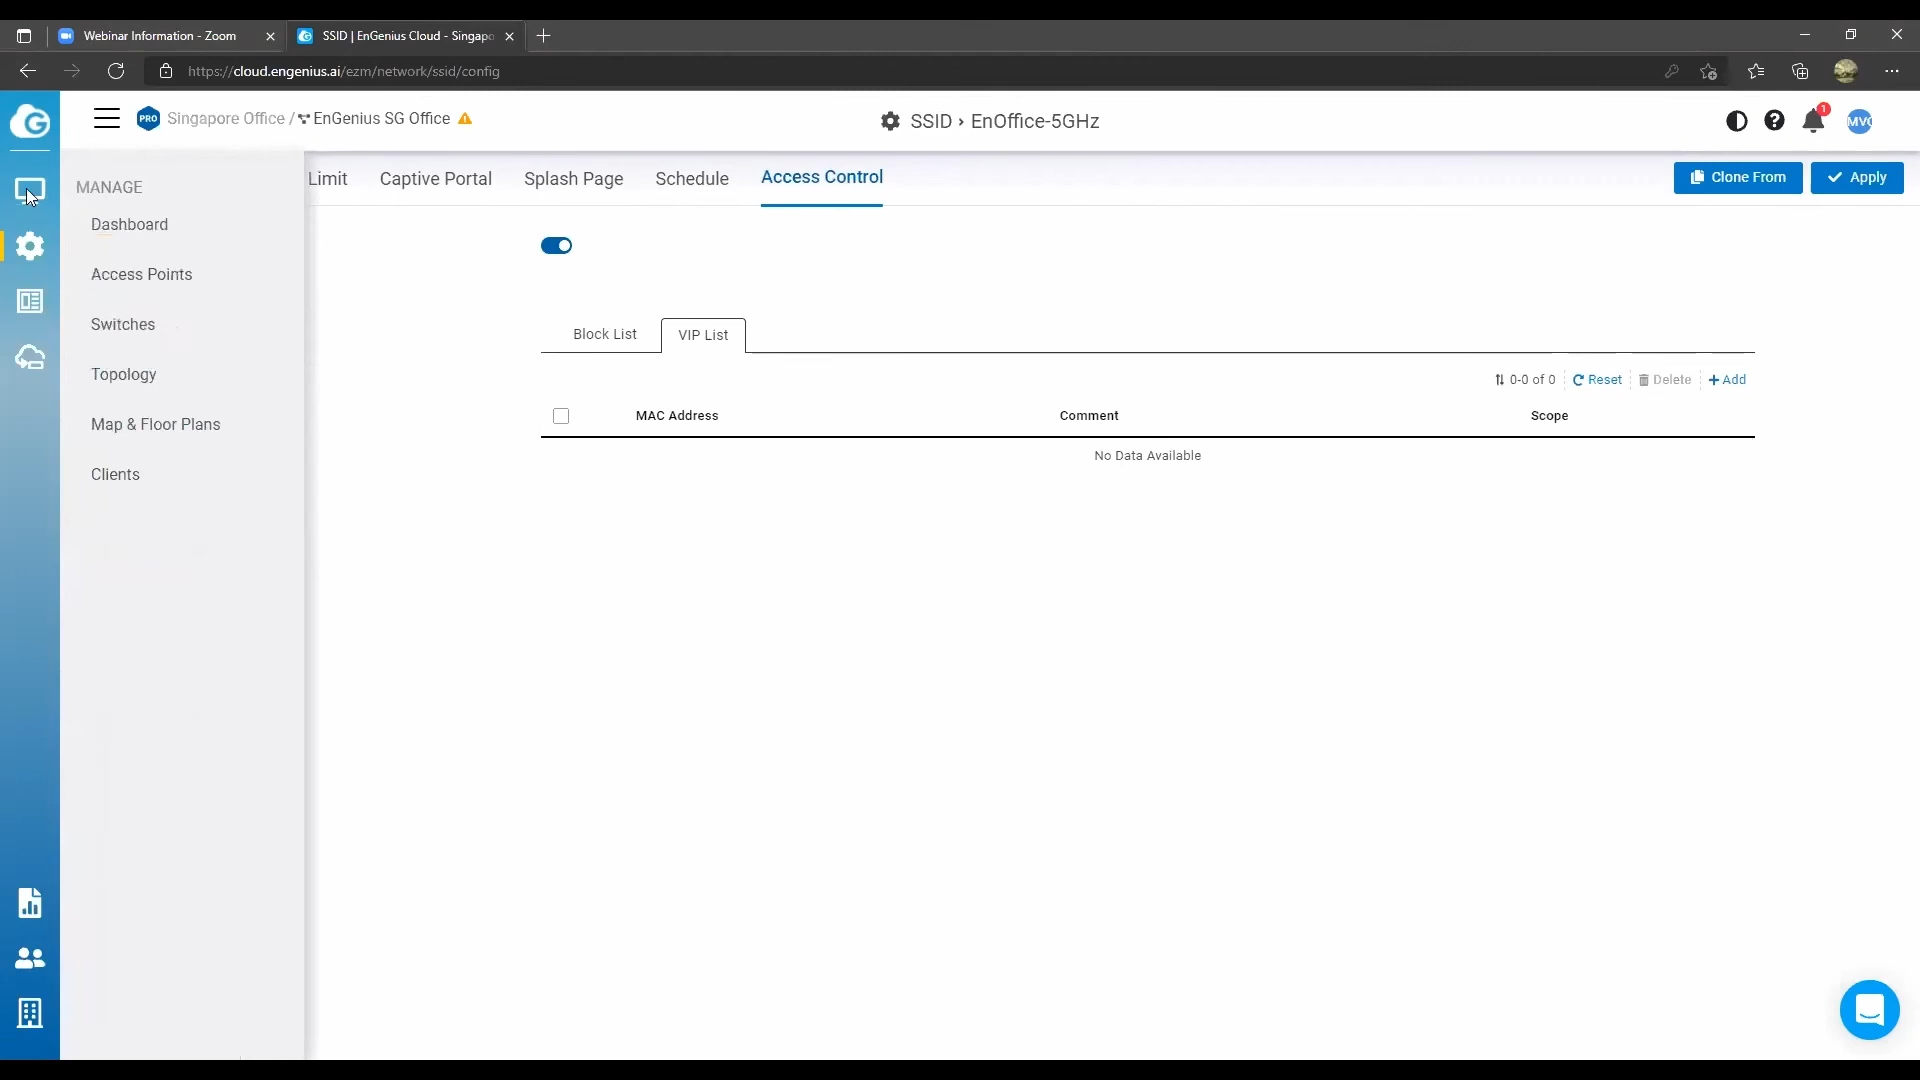 Webinar Information - Zoom
SSID | EnGenius Cloud - Singapo
https://cloud.engenius.ai/ezm/network/ssid/config
PRO Singapore Office / EnGenius SG Office
SSID › EnOffice-5GHz
1
MVC
MANAGE
Dashboard
Access Points
Switches
Topology
Map & Floor Plans
Clients
Limit
Captive Portal
Splash Page
Schedule
Access Control
Clone From
Apply
Block List
VIP List
0-0 of 0
Reset
Delete
+ Add
MAC Address
Comment
Scope
No Data Available